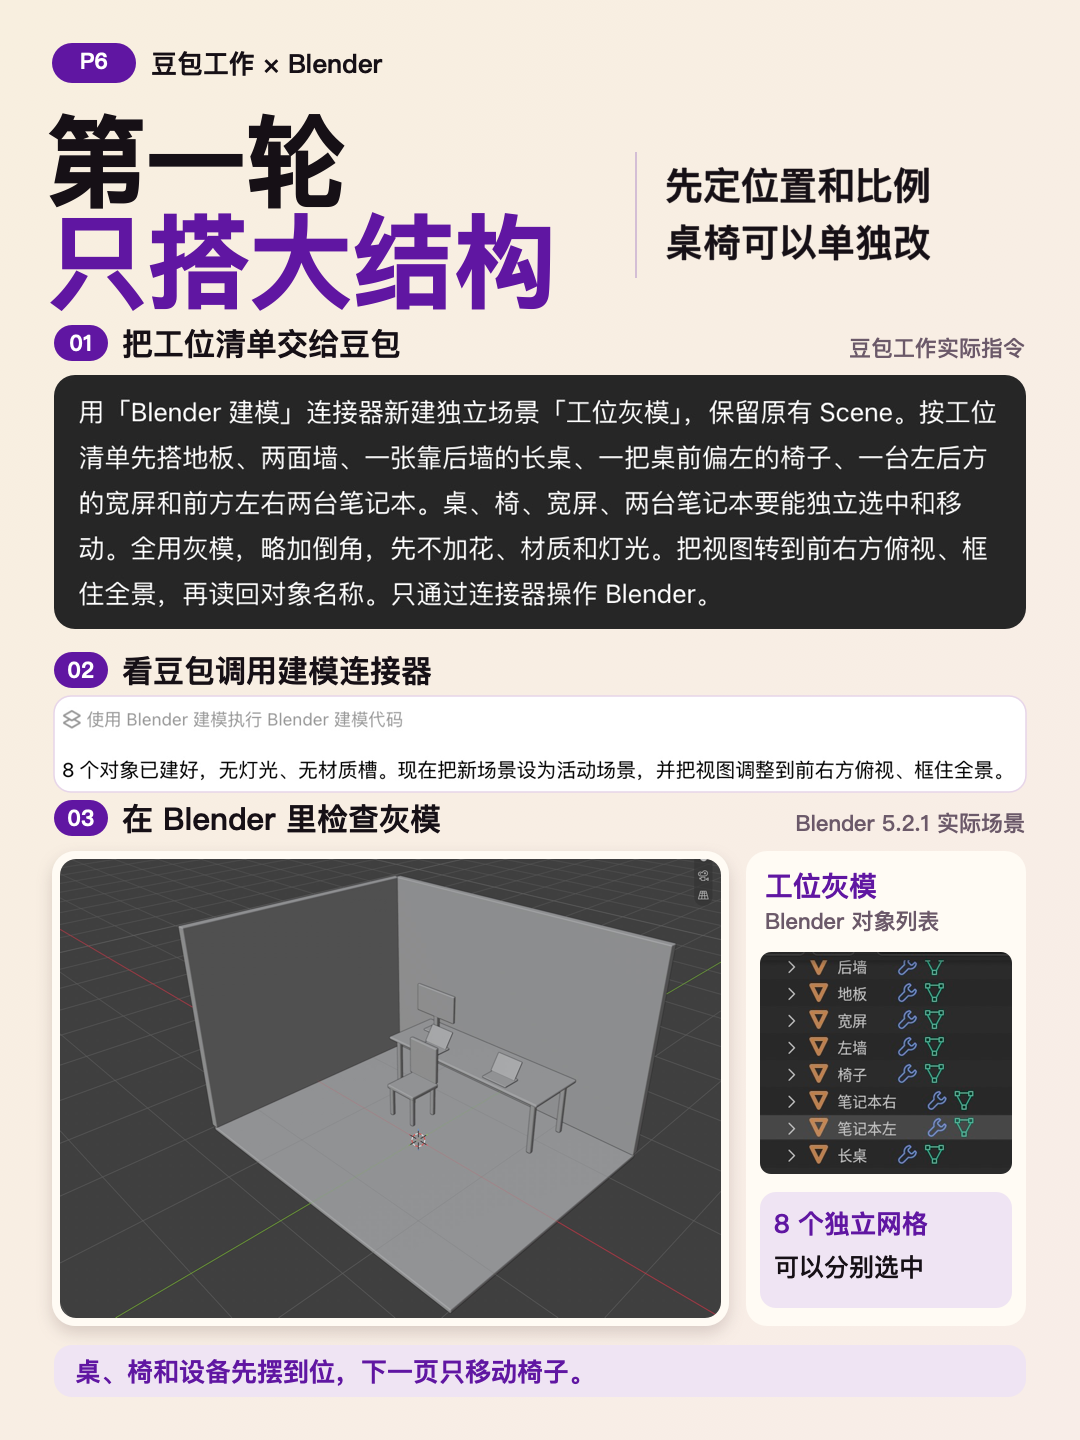 P6
豆包工作 × Blender
第一轮
只搭大结构
先定位置和比例
桌椅可以单独改
01 把工位清单交给豆包
豆包工作实际指令
用「Blender 建模」连接器新建独立场景「工位灰模」，保留原有 Scene。按工位
清单先搭地板、两面墙、一张靠后墙的长桌、一把桌前偏左的椅子、一台左后方
的宽屏和前方左右两台笔记本。桌、椅、宽屏、两台笔记本要能独立选中和移
动。全用灰模，略加倒角，先不加花、材质和灯光。把视图转到前右方俯视、框
住全景，再读回对象名称。只通过连接器操作 Blender。
02 看豆包调用建模连接器
使用 Blender 建模执行 Blender 建模代码
8 个对象已建好，无灯光、无材质槽。现在把新场景设为活动场景，并把视图调整到前右方俯视、框住全景。
03 在 Blender 里检查灰模
Blender 5.2.1 实际场景
工位灰模
Blender 对象列表
后墙
地板
宽屏
左墙
椅子
笔记本右
笔记本左
长桌
8 个独立网格
可以分别选中
桌、椅和设备先摆到位，下一页只移动椅子。